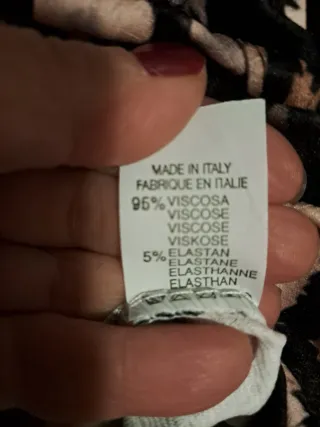 MADE IN ITALY
FABRIQUE EN ITALIE
95% VISCOSA
VISCOSE
VISCOSE
VISKOSE
5% ELASTAN
ELASTANE
ELASTHANNE
ELASTHAN